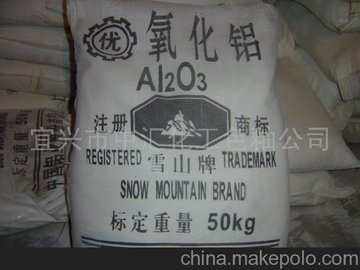 优 氧化铝
Al2O3
注册 商标
REGISTERED 雪山牌 TRADEMARK
SNOW MOUNTAIN BRAND
标定重量 50kg
china.makepolo.com